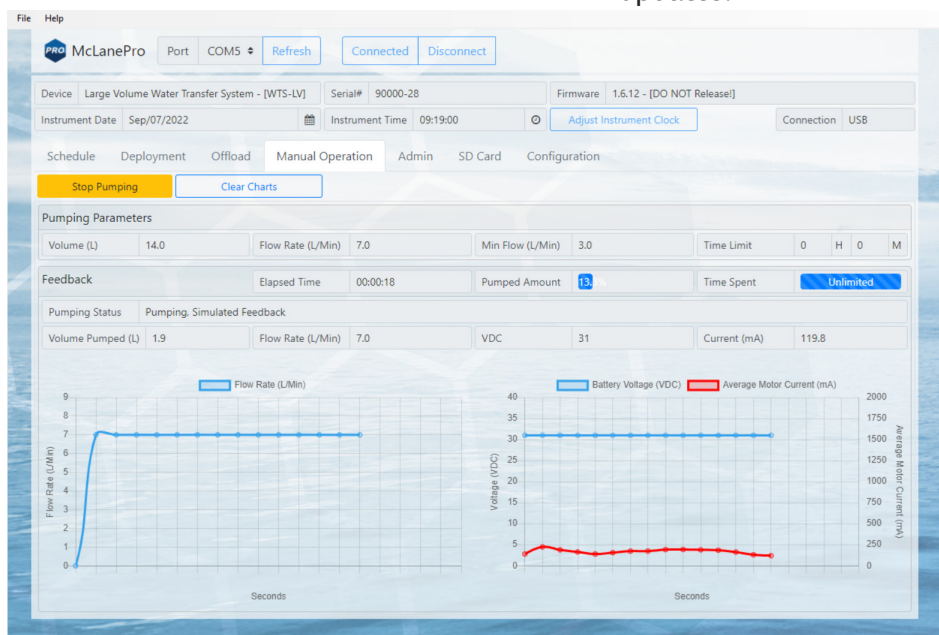 File Help
PRO McLanePro Port COM5 Refresh Connected Disconnect
Device Large Volume Water Transfer System - [WTS-LV] Serial# 90000-28 Firmware 1.6.12 - [DO NOT Release!]
Instrument Date Sep/07/2022 Instrument Time 09:19:00 Adjust Instrument Clock Connection USB
Schedule Deployment Offload Manual Operation Admin SD Card Configuration
Stop Pumping Clear Charts
Pumping Parameters
Volume (L) 14.0 Flow Rate (L/Min) 7.0 Min Flow (L/Min) 3.0 Time Limit 0 H 0 M
Feedback Elapsed Time 00:00:18 Pumped Amount 13. Time Spent Unlimited
Pumping Status Pumping. Simulated Feedback
Volume Pumped (L) 1.9 Flow Rate (L/Min) 7.0 VDC 31 Current (mA) 119.8
Flow Rate (L/Min)
9
8
7
6
5
4
3
2
1
0
Flow Rate (L/Min)
Seconds
Battery Voltage (VDC) Average Motor Current (mA)
40
35
30
25
20
15
10
5
0
Voltage (VDC)
2000
1750
1500
1250
1000
750
500
250
0
Average Motor Current (mA)
Seconds